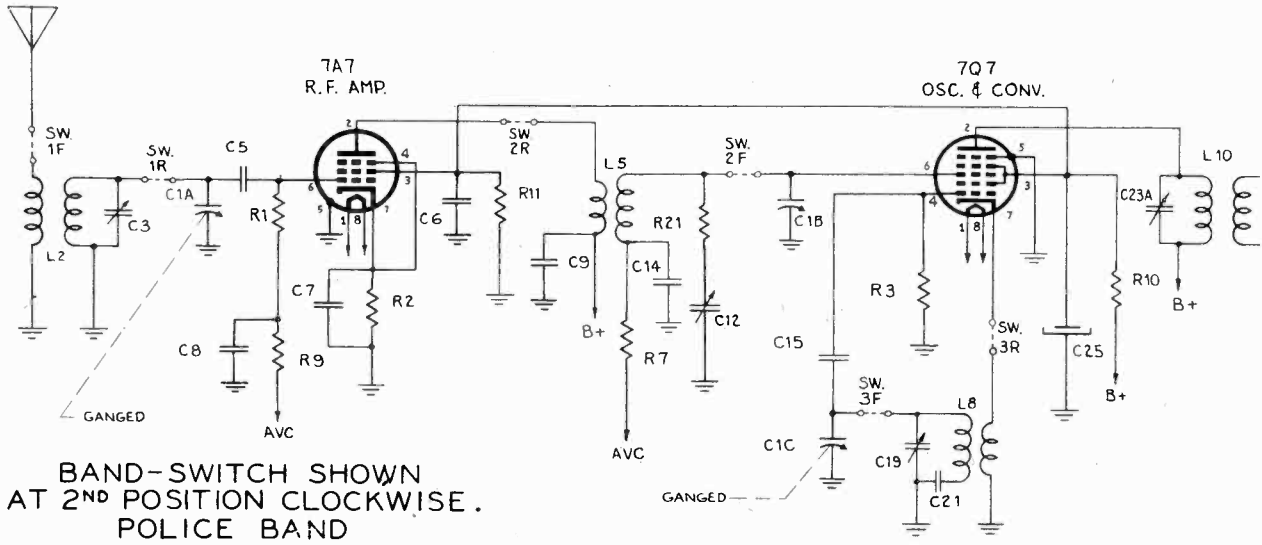 7A7
R.F. AMP.
7Q7
OSC. & CONV.
SW.
1F
SW.
1R
C5
C1A
C3
L2
R1
6
2
4
3
5
1
8
7
C6
R11
SW
2R
L5
SW.
2F
R21
C1B
6
2
5
3
4
1
8
7
L10
C23A
C9
C14
C7
R2
R3
R10
B+
B+
C8
R9
R7
C12
C15
SW.
3R
C25
B+
GANGED
AVC
AVC
SW.
3F
L8
C1C
C19
C21
GANGED
BAND-SWITCH SHOWN
AT 2ND POSITION CLOCKWISE.
POLICE BAND